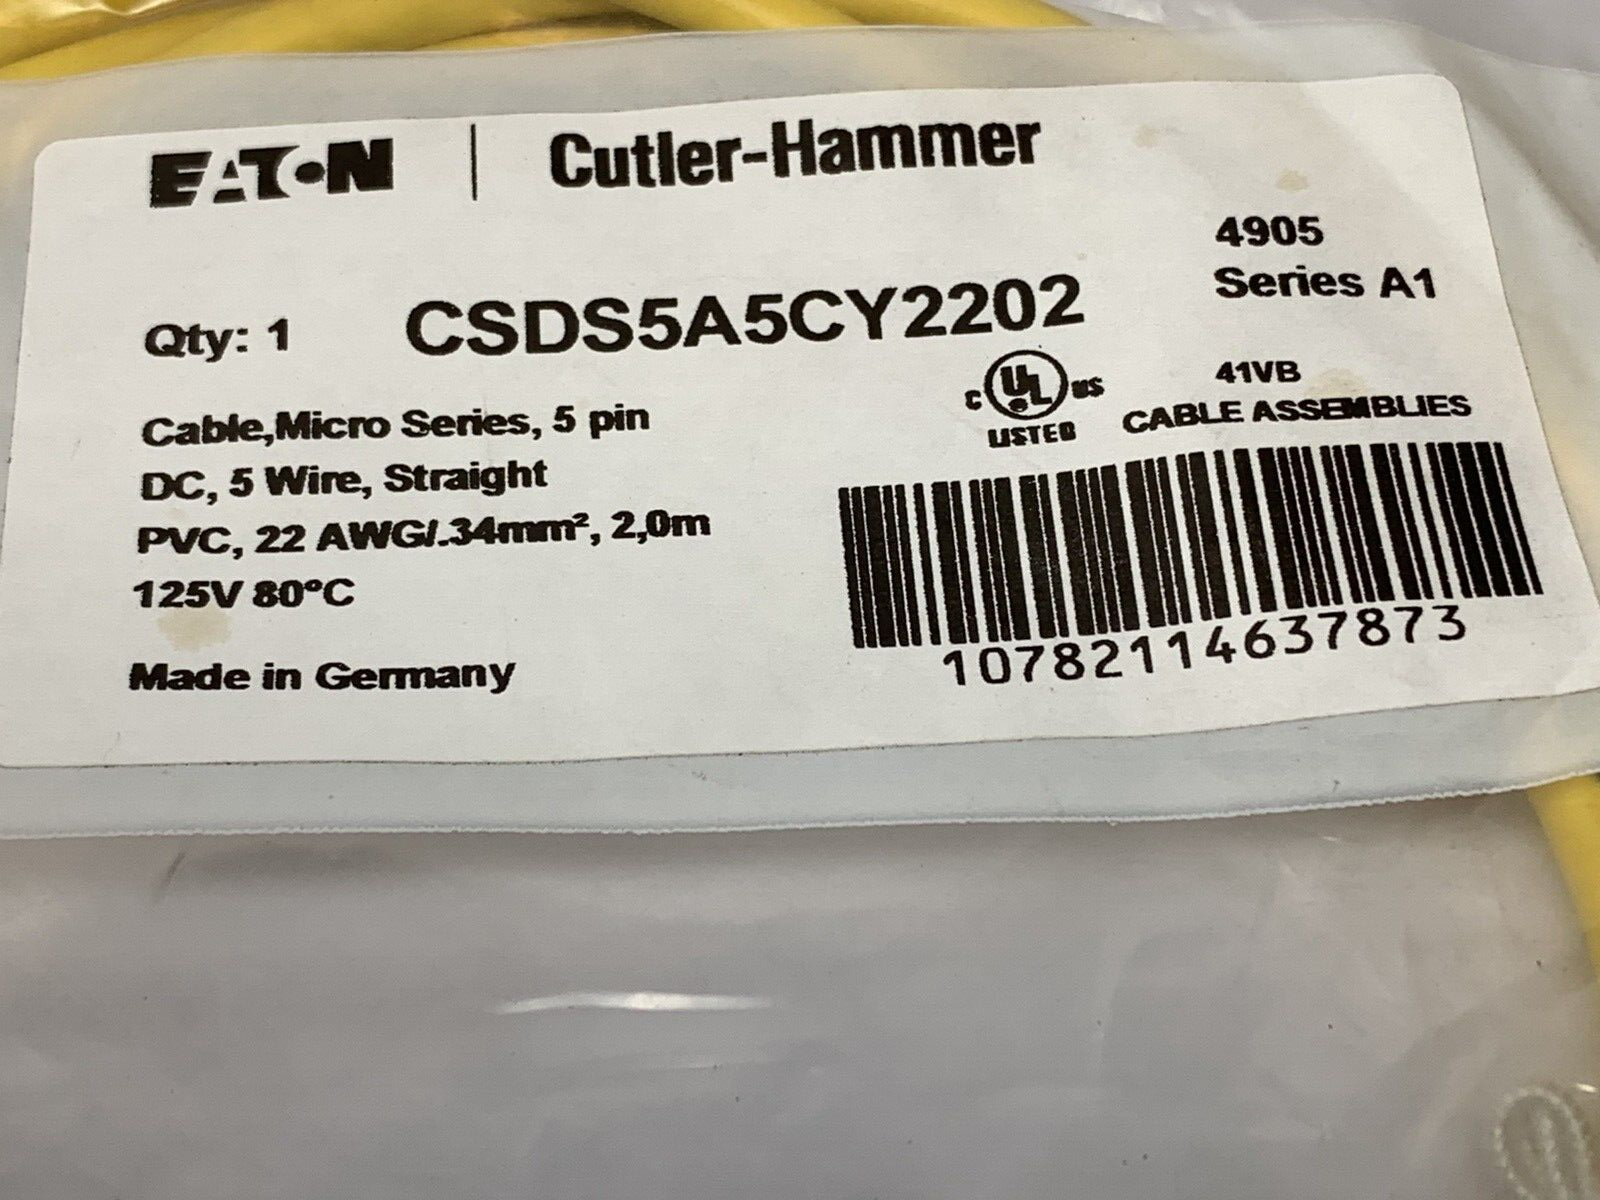 EATON | Cutler-Hammer
4905
Series A1
Qty: 1 CSDS5A5CY2202
Cable,Micro Series, 5 pin
DC, 5 Wire, Straight
PVC, 22 AWG/.34mm², 2,0m
125V 80°C
Made in Germany
C UL US
LISTED
41VB
CABLE ASSEMBLIES
10782114637873